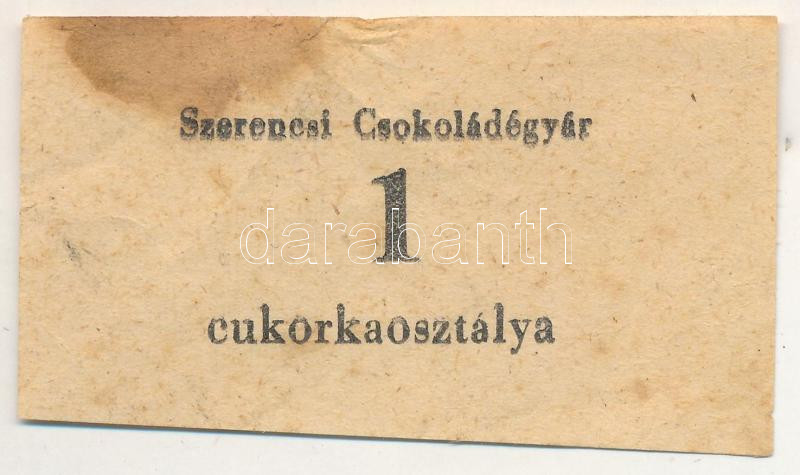 Szerencsi Csokoládégyár
1
darabanth
cukorkaosztálya